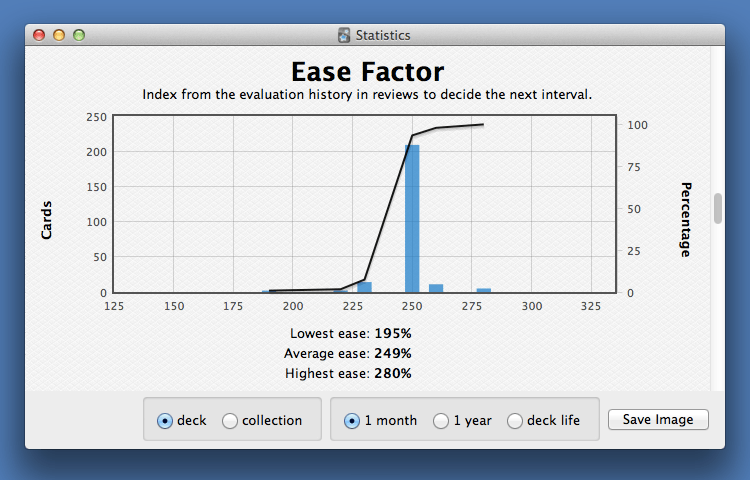 Statistics
Ease Factor
Index from the evaluation history in reviews to decide the next interval.
250
200
150
100
50
0
Cards
100
75
50
25
0
Percentage
125 150 175 200 225 250 275 300 325
Lowest ease: 195%
Average ease: 249%
Highest ease: 280%
deck collection 1 month 1 year deck life Save Image